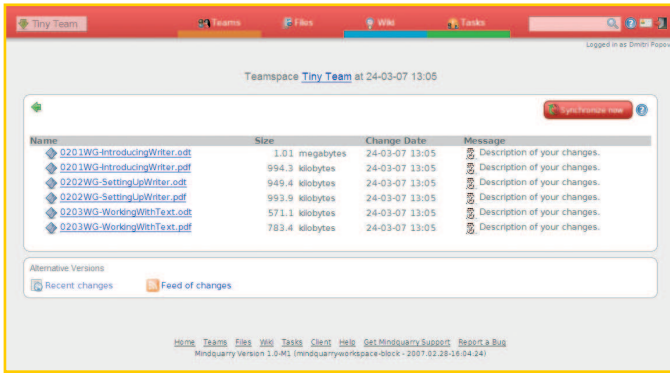 Tiny Team Teams Files Wiki Tasks
Logged in as Dmitri Popov
Teamspace Tiny Team at 24-03-07 13:05
Synchronize now
Name Size Change Date Message
0201WG-IntroducingWriter.odt 1.01 megabytes 24-03-07 13:05 Description of your changes.
0201WG-IntroducingWriter.pdf 994.3 kilobytes 24-03-07 13:05 Description of your changes.
0202WG-SettingUpWriter.odt 949.4 kilobytes 24-03-07 13:05 Description of your changes.
0202WG-SettingUpWriter.pdf 993.9 kilobytes 24-03-07 13:05 Description of your changes.
0203WG-WorkingWithText.odt 571.1 kilobytes 24-03-07 13:05 Description of your changes.
0203WG-WorkingWithText.pdf 783.4 kilobytes 24-03-07 13:05 Description of your changes.
Alternative Versions
Recent changes Feed of changes
Home Teams Files Wiki Tasks Client Help Get Mindquarry Support Report a Bug
Mindquarry Version 1.0-M1 (mindquarryworkspace-block - 2007.02.28-16:04:24)